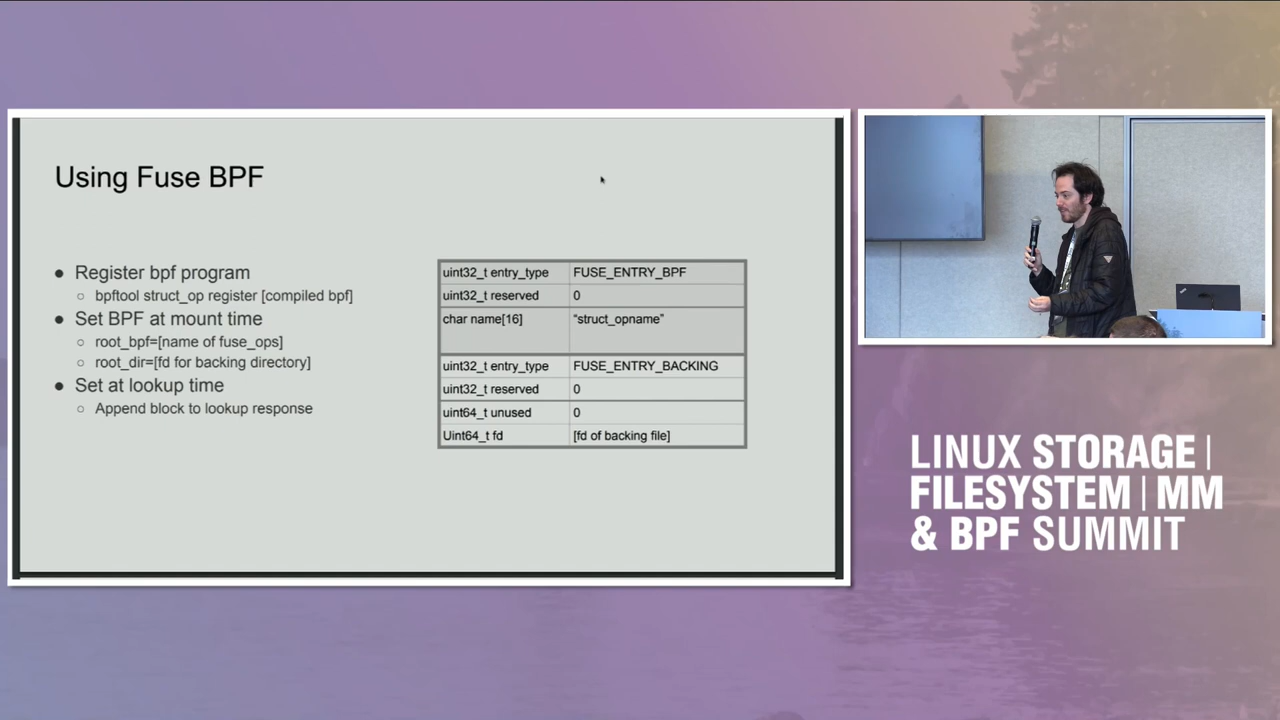 Using Fuse BPF
● Register bpf program
○ bpftool struct_op register [compiled bpf]
● Set BPF at mount time
○ root_bpf=[name of fuse_ops]
○ root_dir=[fd for backing directory]
● Set at lookup time
○ Append block to lookup response
uint32_t entry_type FUSE_ENTRY_BPF
uint32_t reserved 0
char name[16] “struct_opname”
uint32_t entry_type FUSE_ENTRY_BACKING
uint32_t reserved 0
uint64_t unused 0
Uint64_t fd [fd of backing file]
LINUX STORAGE |
FILESYSTEM | MM
& BPF SUMMIT